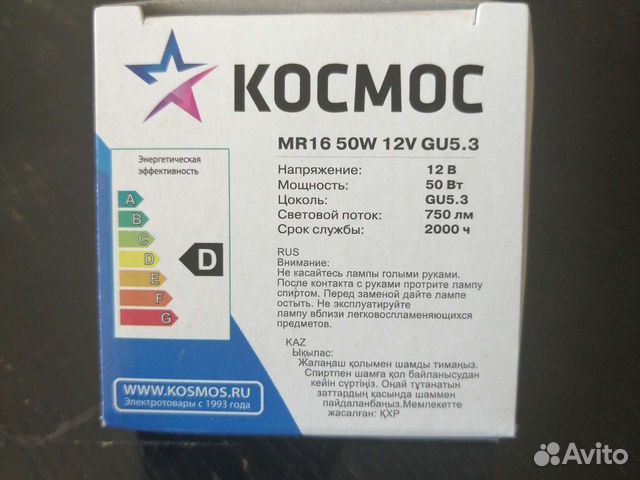 КОСМОС
MR16 50W 12V GU5.3
Энергетическая
эффективность
A
B
C
D
E
F
G
D
Напряжение: 12 В
Мощность: 50 Вт
Цоколь: GU5.3
Световой поток: 750 лм
Срок службы: 2000 ч
RUS
Внимание:
Не касайтесь лампы голыми руками.
После контакта с руками протрите лампу
спиртом. Перед заменой дайте лампе
остыть. Не эксплуатируйте
лампу вблизи легковоспламеняющихся
предметов.
KAZ
Ықылас:
Жалаңаш қолымен шамды тимаңыз.
Спиртпен шамға қол байланысудан
кейін сүртіңіз. Оңай тұтанатын
заттардың қасында шаммен
пайдаланбаңыз.Мемлекетте
жасалған: ҚХР
WWW.KOSMOS.RU
Электротовары с 1993 года
Avito